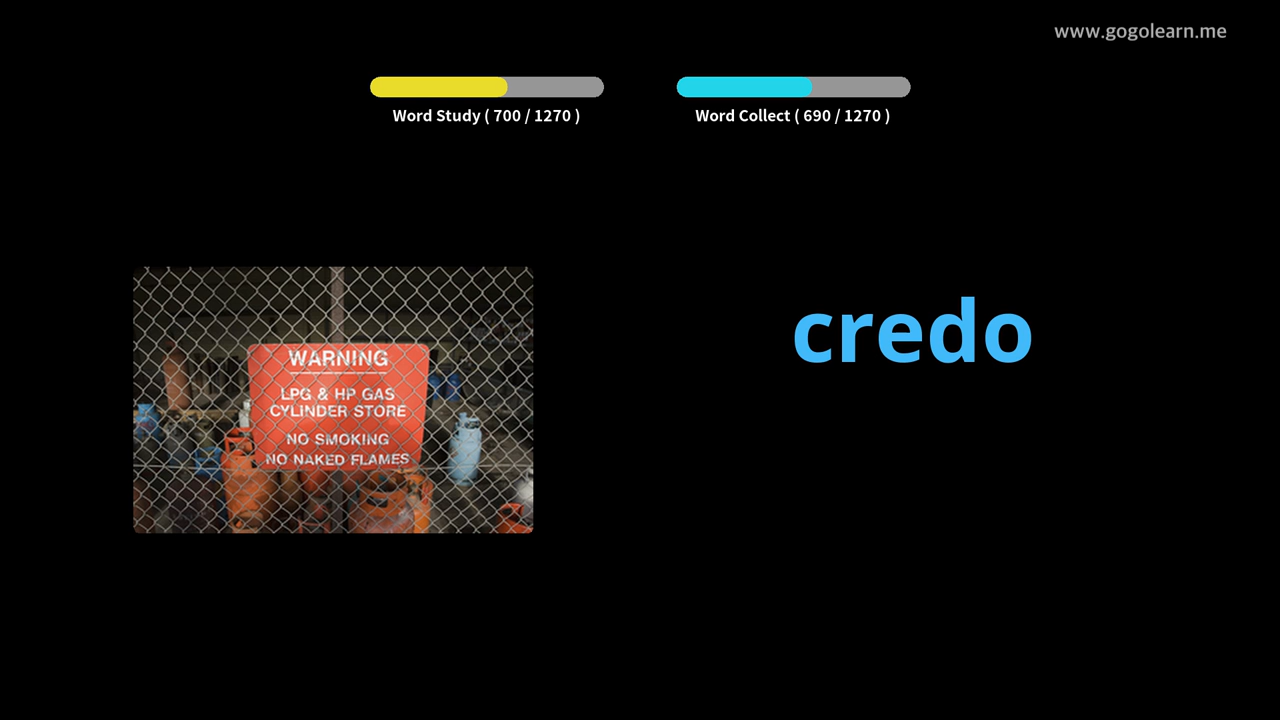 www.gogolearn.me
Word Study ( 700 / 1270 )
Word Collect ( 690 / 1270 )
credo
WARNING
LPG & HP GAS
CYLINDER STORE
NO SMOKING
NO NAKED FLAMES